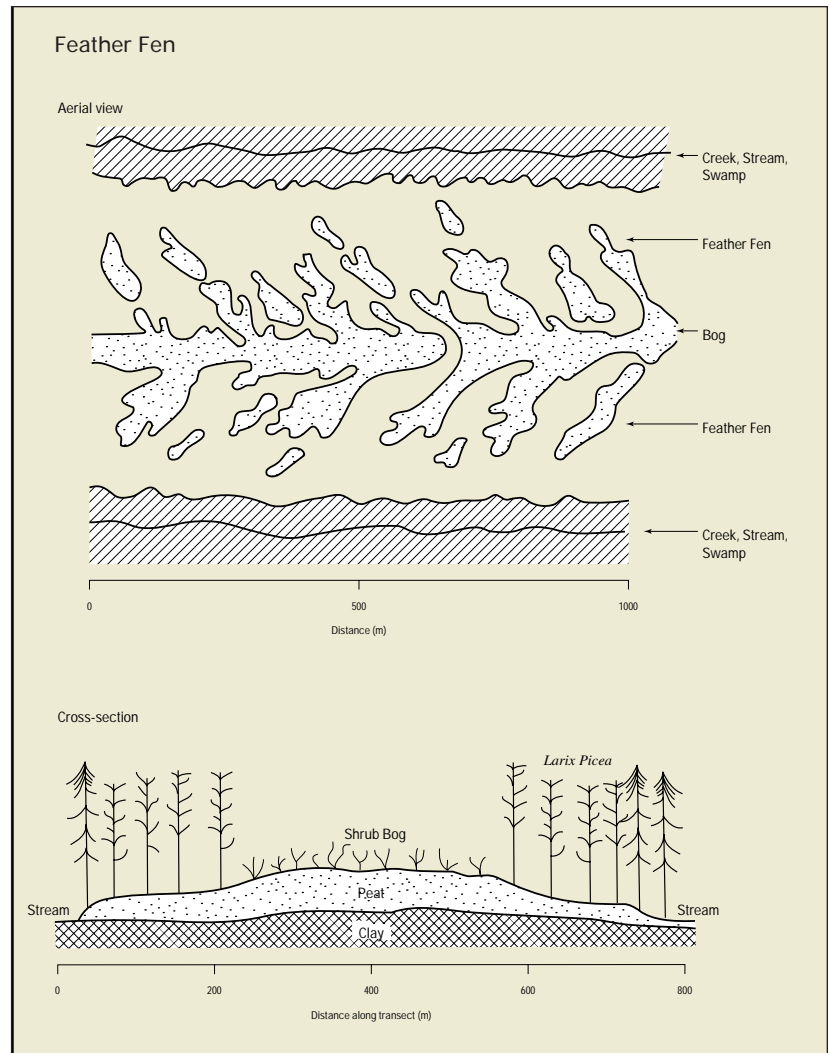 Feather Fen
Aerial view
Creek, Stream,
Swamp
Feather Fen
Bog
Feather Fen
Creek, Stream,
Swamp
0 500 1000
Distance (m)
Cross-section
Larix Picea
Shrub Bog
Peat
Stream Stream
Clay
0 200 400 600 800
Distance along transect (m)